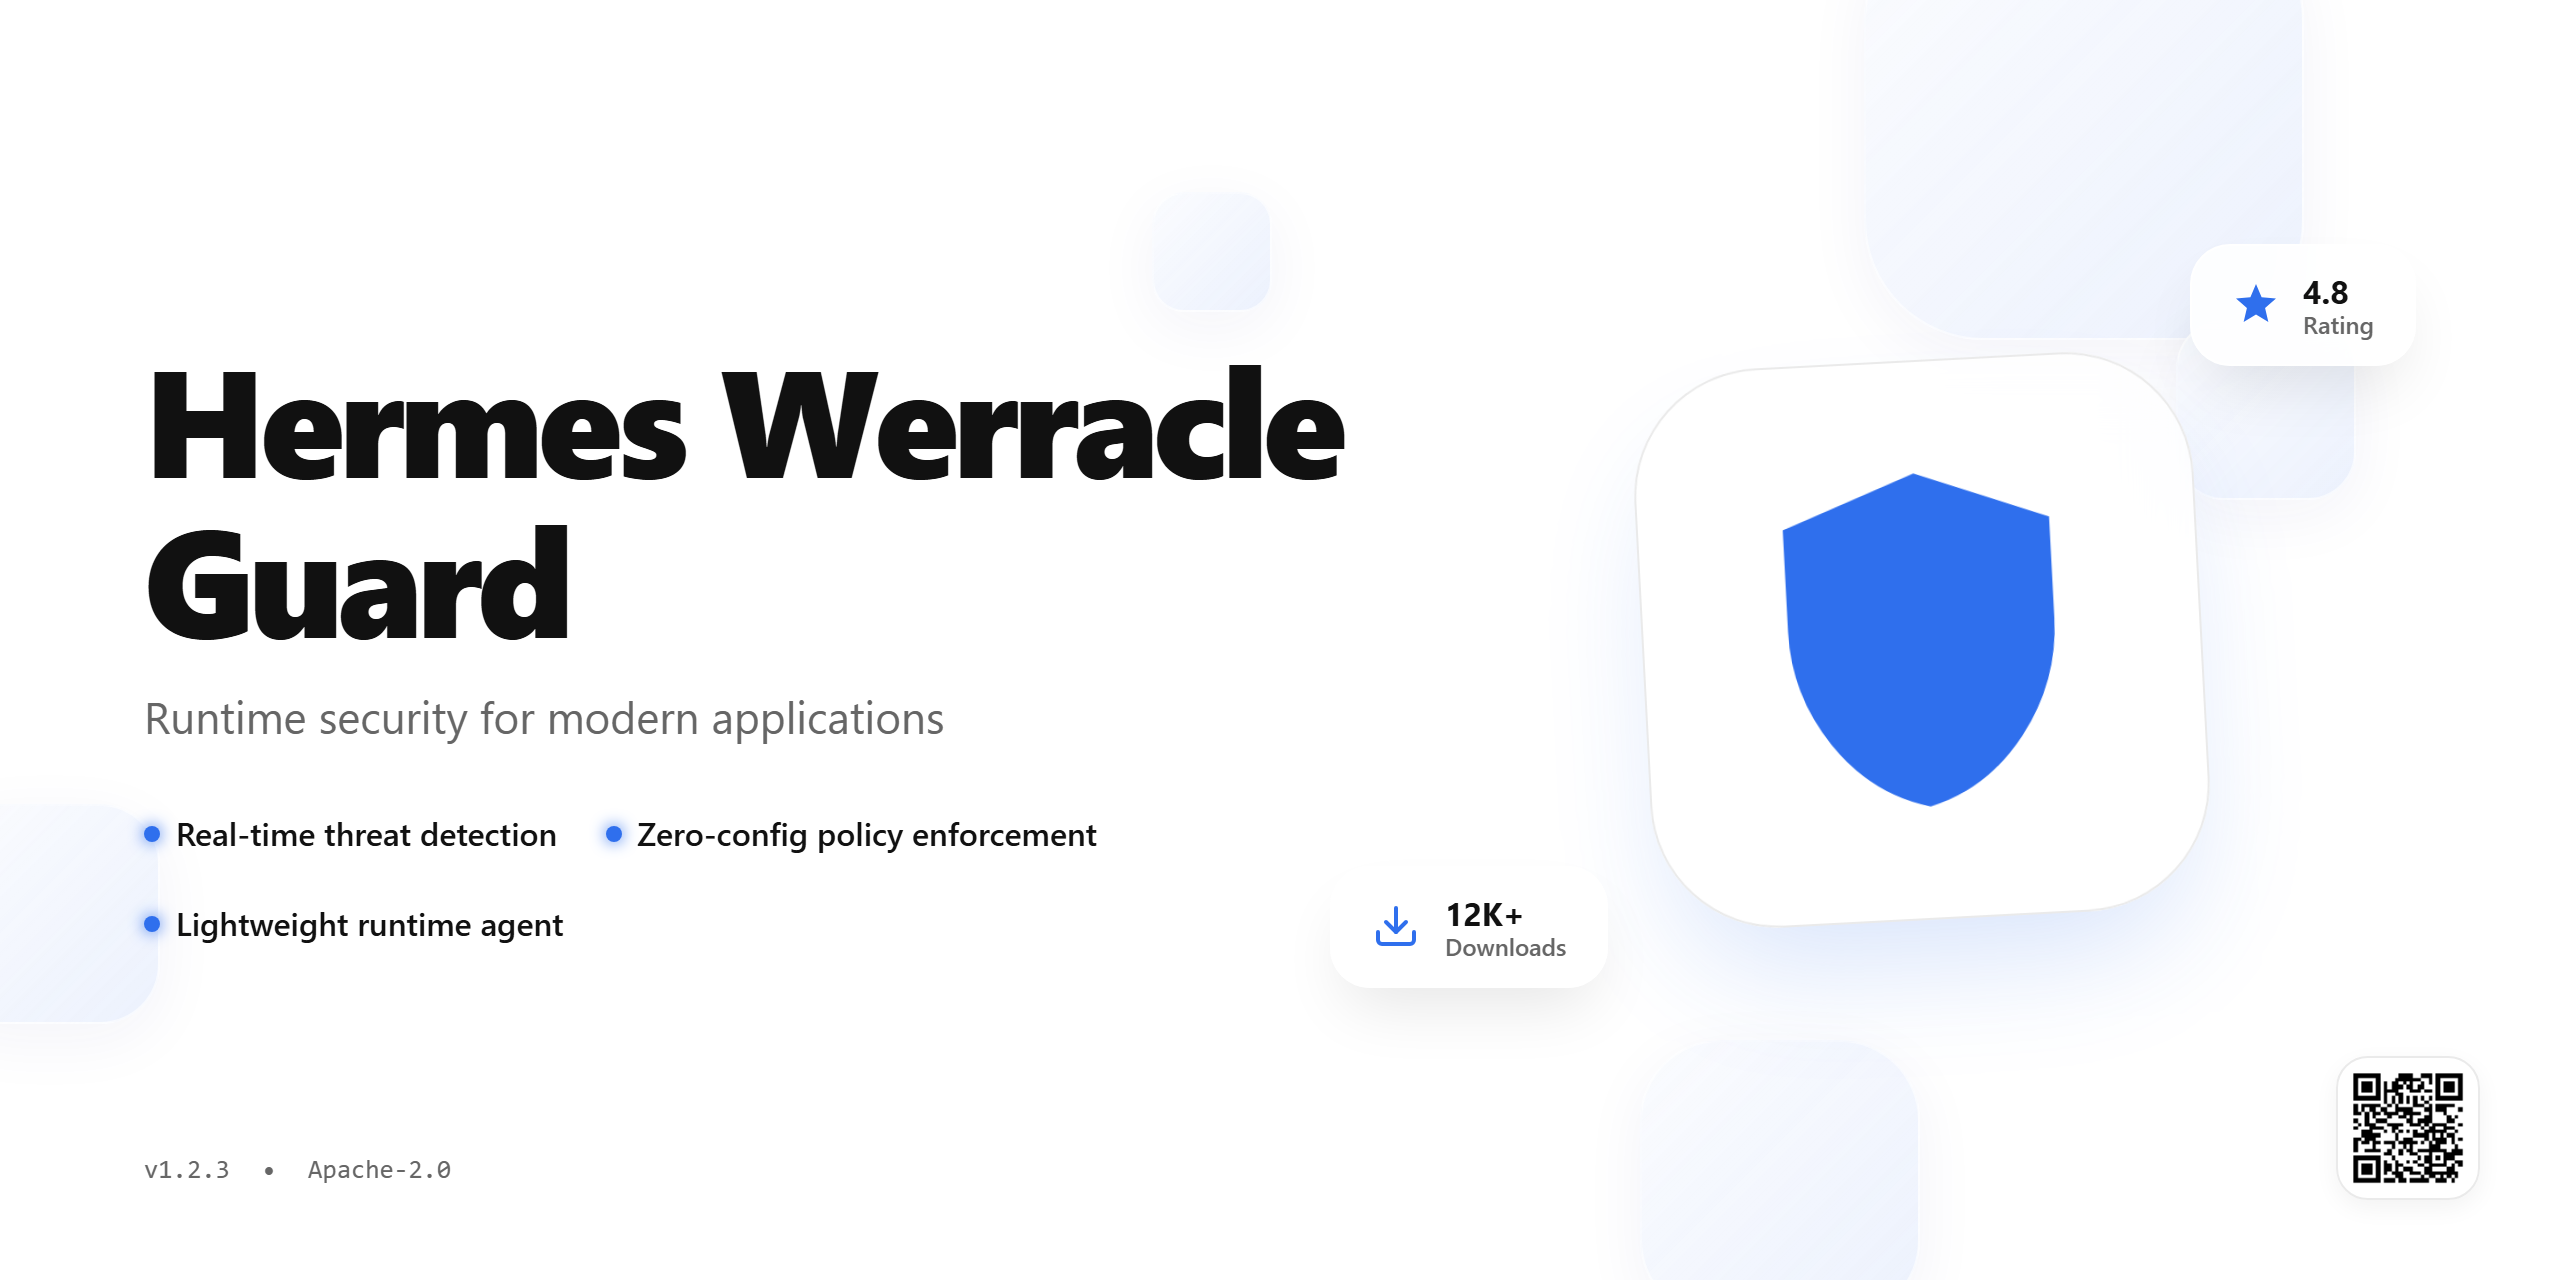 Hermes Werracle
Guard
Runtime security for modern applications
Real-time threat detection
Zero-config policy enforcement
Lightweight runtime agent
v1.2.3 • Apache-2.0
4.8
Rating
12K+
Downloads